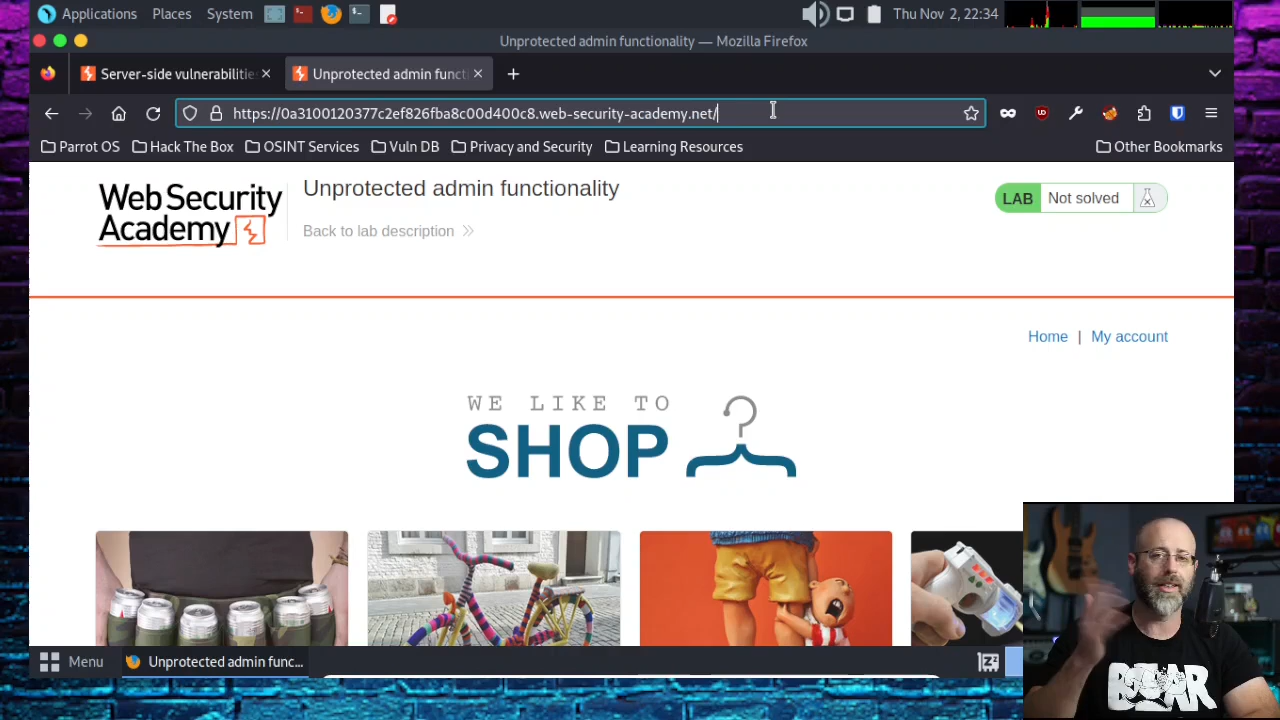 Applications Places System Thu Nov 2, 22:34
Unprotected admin functionality — Mozilla Firefox
Server-side vulnerabilities Unprotected admin funct
https://0a3100120377c2ef826fba8c00d400c8.web-security-academy.net/
Parrot OS Hack The Box OSINT Services Vuln DB Privacy and Security Learning Resources Other Bookmarks
Web Security
Academy
Unprotected admin functionality
Back to lab description
LAB Not solved
Home | My account
WE LIKE TO
SHOP
BEAR
Menu Unprotected admin func...